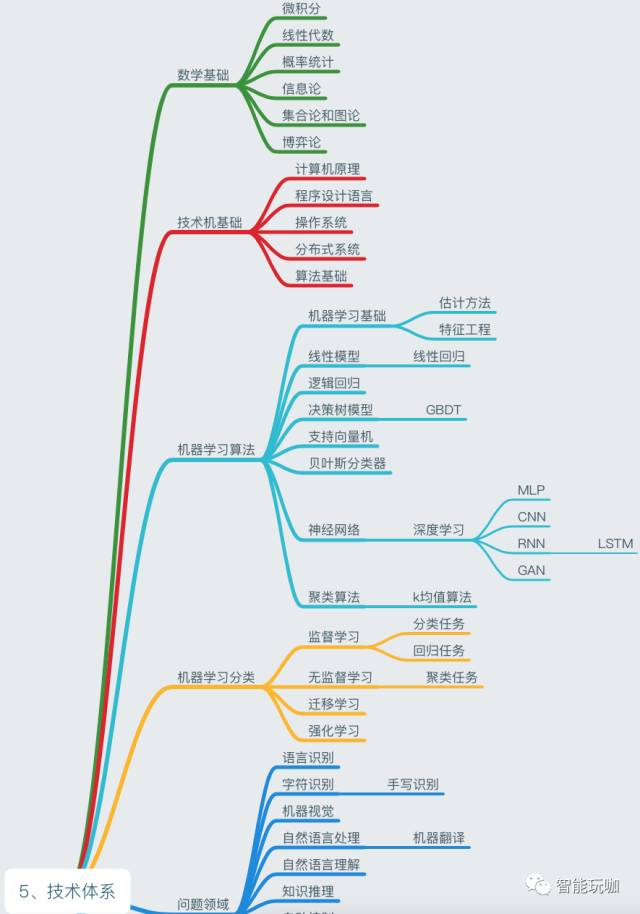 微积分
线性代数
概率统计
信息论
集合论和图论
博弈论
数学基础
计算机原理
程序设计语言
操作系统
分布式系统
算法基础
技术机基础
机器学习基础
估计方法
特征工程
线性模型
线性回归
逻辑回归
决策树模型
GBDT
支持向量机
贝叶斯分类器
机器学习算法
神经网络
深度学习
MLP
CNN
RNN
LSTM
GAN
聚类算法
k均值算法
监督学习
分类任务
回归任务
机器学习分类
无监督学习
聚类任务
迁移学习
强化学习
语言识别
字符识别
手写识别
机器视觉
自然语言处理
机器翻译
自然语言理解
知识推理
问题领域
5、技术体系
智能玩咖